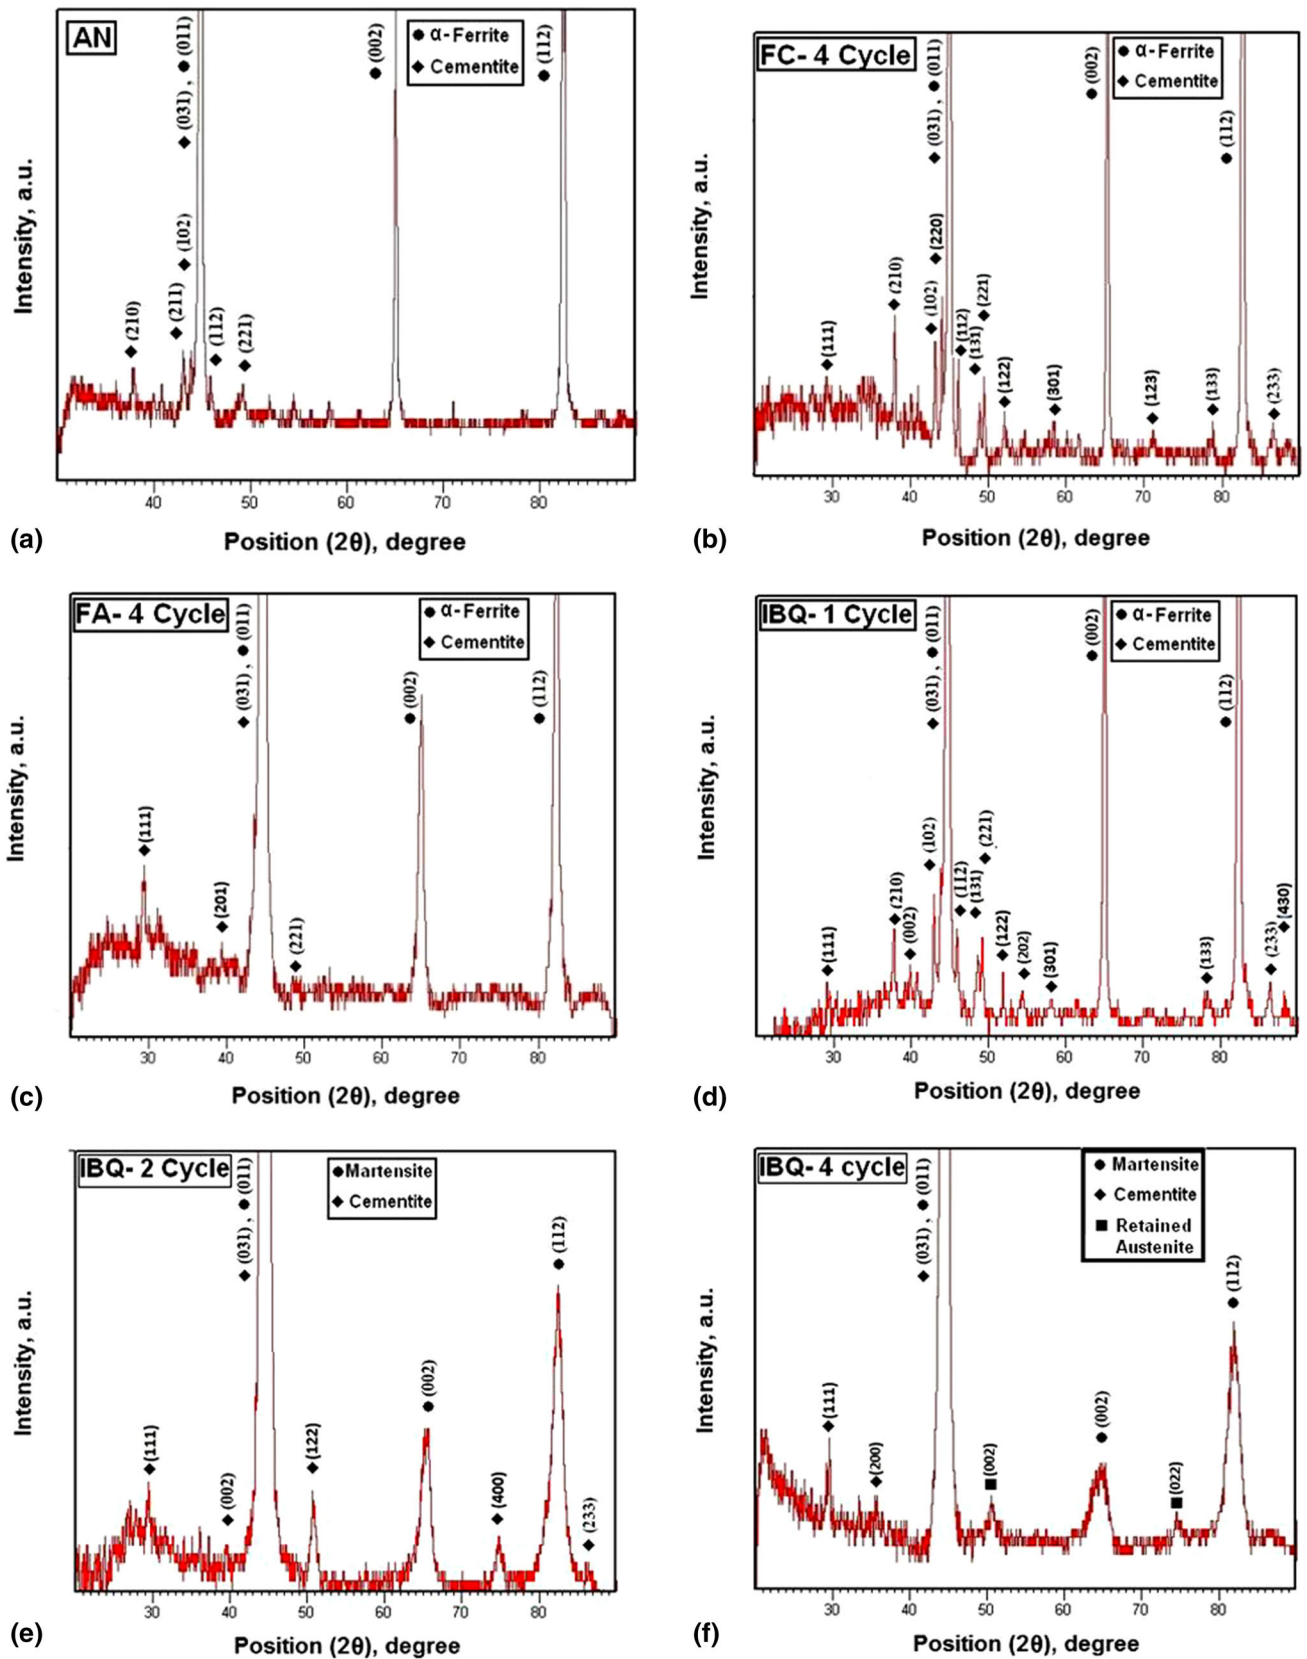 AN
● α-Ferrite
◆ Cementite
◆ (210)
◆ (211)
◆ (102)
◆ (031) , ● (011)
◆ (112)
◆ (221)
● (002)
● (112)
Intensity, a.u.
40 50 60 70 80
Position (2θ), degree
(a)
FC- 4 Cycle
● α-Ferrite
◆ Cementite
◆ (111)
◆ (210)
◆ (102)
◆ (220)
◆ (031) , ● (011)
◆ (112)
◆ (131)
◆ (221)
◆ (122)
◆ (301)
● (002)
◆ (123)
◆ (133)
● (112)
◆ (233)
Intensity, a.u.
30 40 50 60 70 80
Position (2θ), degree
(b)
FA- 4 Cycle
● α-Ferrite
◆ Cementite
◆ (111)
◆ (201)
◆ (031) , ● (011)
◆ (221)
● (002)
● (112)
Intensity, a.u.
30 40 50 60 70 80
Position (2θ), degree
(c)
IBQ- 1 Cycle
● α-Ferrite
◆ Cementite
◆ (111)
◆ (210)
◆ (002)
◆ (102)
◆ (031) , ● (011)
◆ (112)
◆ (131)
◆ (221)
◆ (122)
◆ (202)
◆ (301)
● (002)
◆ (133)
● (112)
◆ (233)
◆ (430)
Intensity, a.u.
30 40 50 60 70 80
Position (2θ), degree
(d)
IBQ- 2 Cycle
● Martensite
◆ Cementite
◆ (111)
◆ (002)
◆ (031) , ● (011)
◆ (122)
● (002)
◆ (400)
● (112)
◆ (233)
Intensity, a.u.
30 40 50 60 70 80
Position (2θ), degree
(e)
IBQ- 4 cycle
● Martensite
◆ Cementite
■ Retained
Austenite
◆ (111)
◆ (200)
◆ (031) , ● (011)
■ (002)
● (002)
■ (022)
● (112)
Intensity, a.u.
30 40 50 60 70 80
Position (2θ), degree
(f)